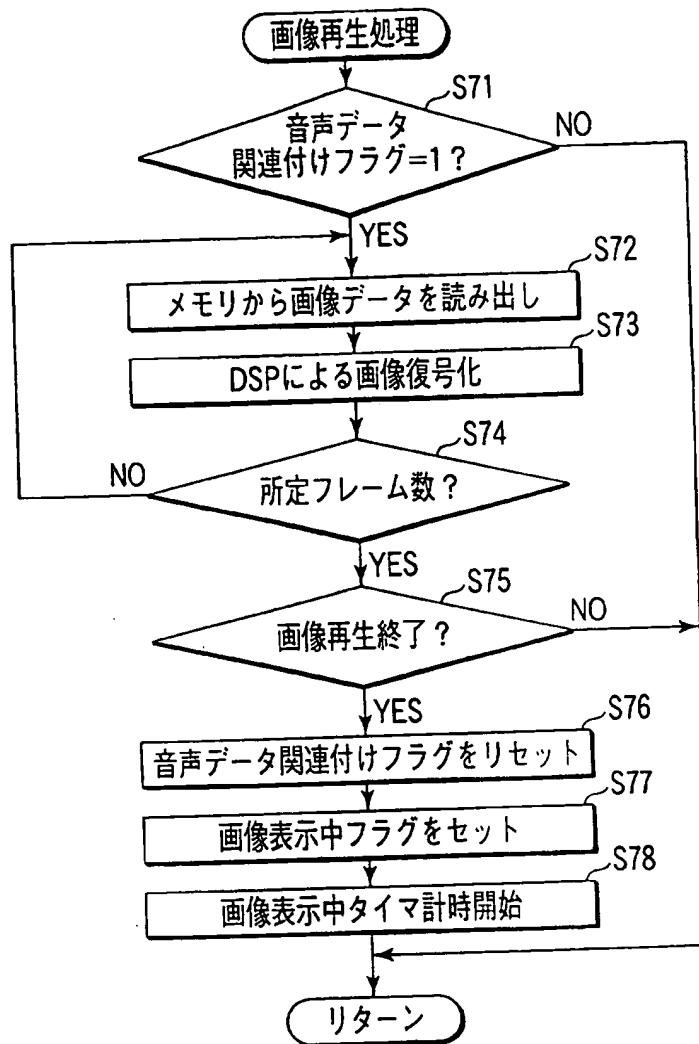 画像再生処理
S71
音声データ
関連付けフラグ=1?
NO
YES
S72
メモリから画像データを読み出し
S73
DSPによる画像復号化
S74
所定フレーム数?
NO
YES
S75
画像再生終了?
NO
YES
S76
音声データ関連付けフラグをリセット
S77
画像表示中フラグをセット
S78
画像表示中タイマ計時開始
リターン